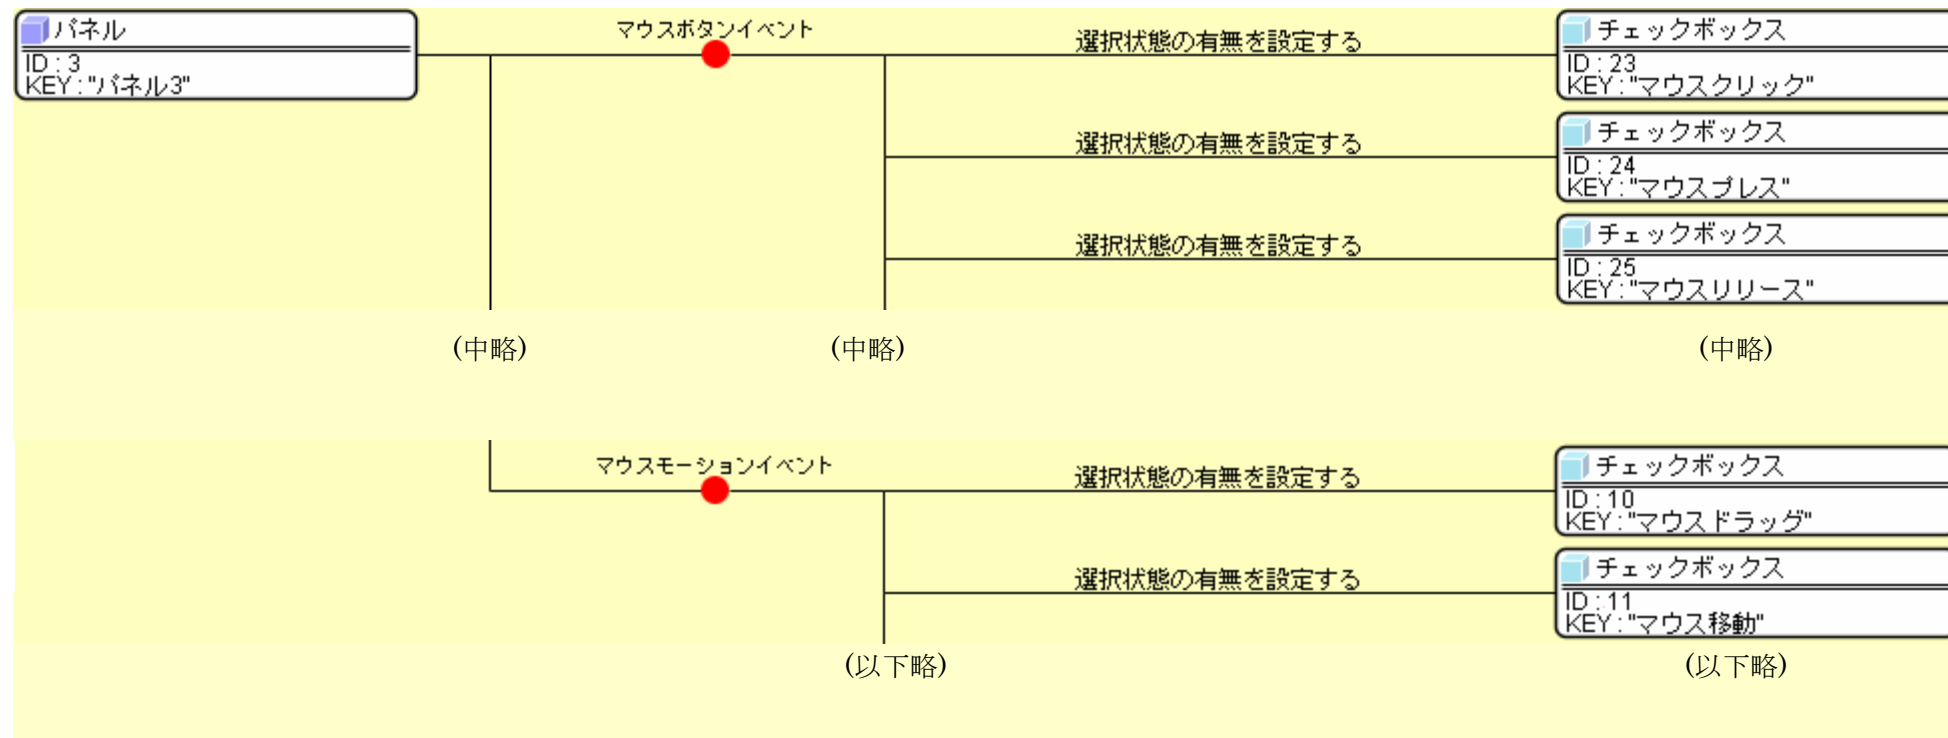 パネル
ID : 3
KEY : "パネル3"
マウスボタンイベント
選択状態の有無を設定する
チェックボックス
ID : 23
KEY : "マウスクリック"
選択状態の有無を設定する
チェックボックス
ID : 24
KEY : "マウスプレス"
選択状態の有無を設定する
チェックボックス
ID : 25
KEY : "マウスリリース"
(中略)
(中略)
(中略)
マウスモーションイベント
選択状態の有無を設定する
チェックボックス
ID : 10
KEY : "マウスドラッグ"
選択状態の有無を設定する
チェックボックス
ID : 11
KEY : "マウス移動"
(以下略)
(以下略)